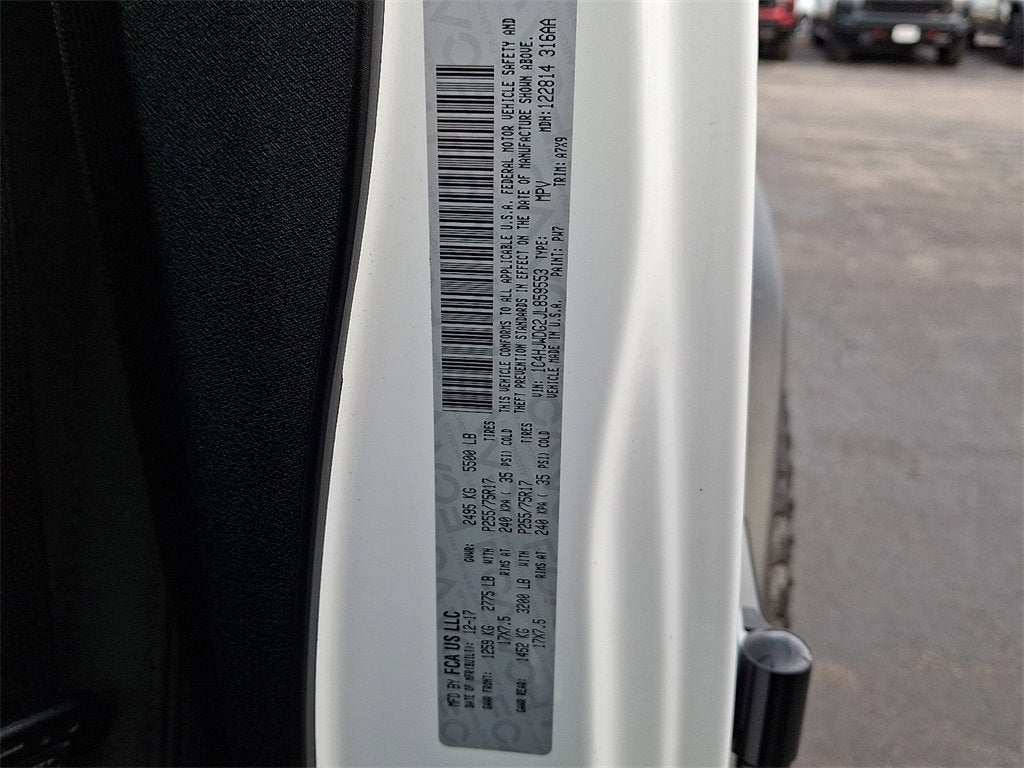 MFD BY FCA US LLC
DATE OF MFR(BUILT): 12-17 GVWR: 2495 KG 5500 LB
GAWR FRONT: 1259 KG 2775 LB WITH P255/75R17 TIRES
17X7.5 RIMS AT 240 KPA ( 35 PSI) COLD
GAWR REAR: 1452 KG 3200 LB WITH P255/75R17 TIRES
17X7.5 RIMS AT 240 KPA ( 35 PSI) COLD
THIS VEHICLE CONFORMS TO ALL APPLICABLE U.S.A. FEDERAL MOTOR VEHICLE SAFETY AND
THEFT PREVENTION STANDARDS IN EFFECT ON THE DATE OF MANUFACTURE SHOWN ABOVE.
VIN: 1C4HJWDG2JL859553 TYPE: MPV MDH: 122814 316AA
VEHICLE MADE IN U.S.A. PAINT: PW7 TRIM: A7X9